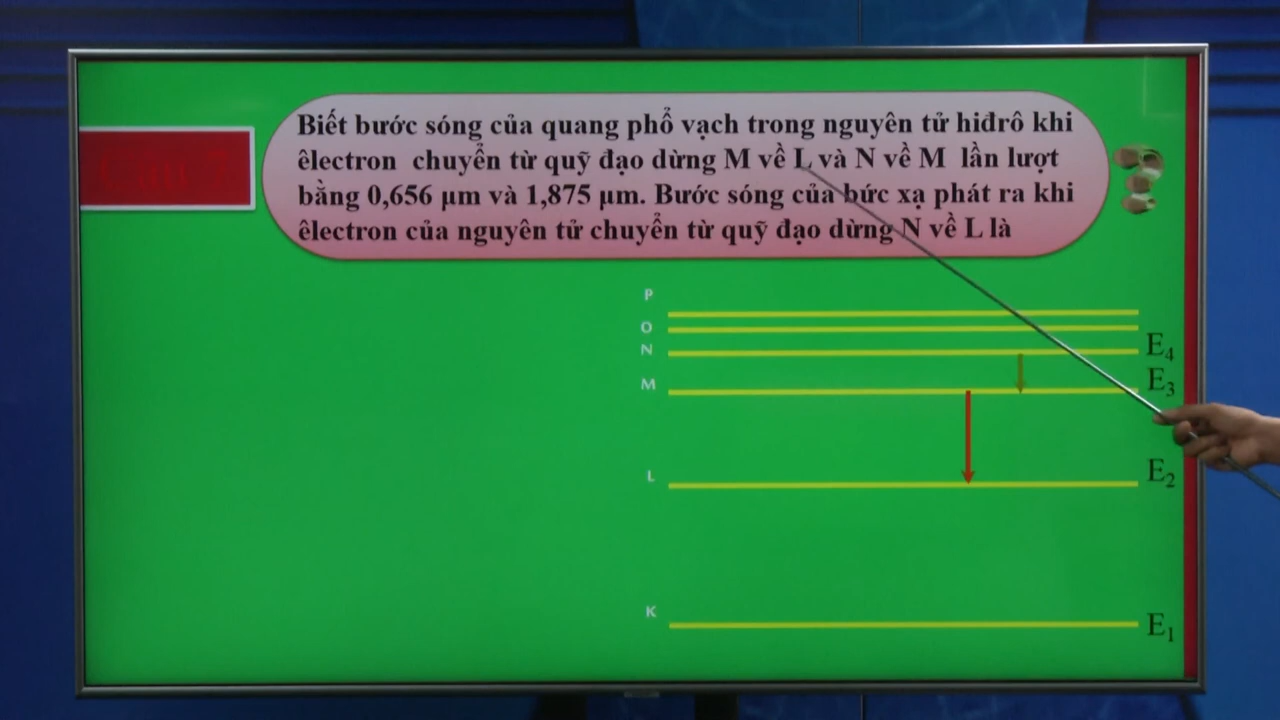 Biết bước sóng của quang phổ vạch trong nguyên tử hiđrô khi
êlectron chuyển từ quỹ đạo dừng M về L và N về M lần lượt
bằng 0,656 μm và 1,875 μm. Bước sóng của bức xạ phát ra khi
êlectron của nguyên tử chuyển từ quỹ đạo dừng N về L là
P
O
N
E₄
M
E₃
L
E₂
K
E₁